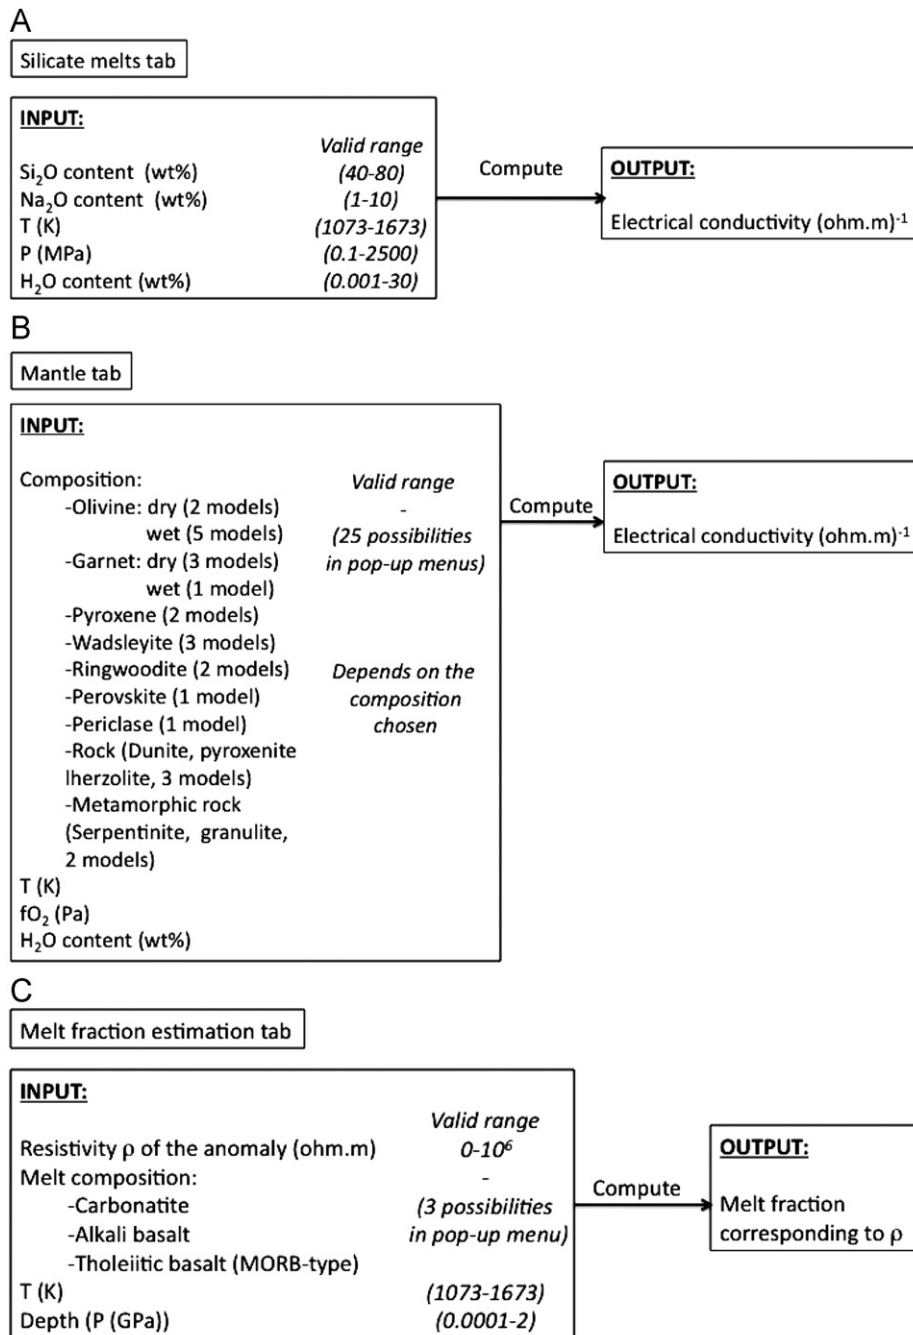 A
Silicate melts tab
INPUT:
Valid range
Si₂O content (wt%) (40-80)
Na₂O content (wt%) (1-10)
T (K) (1073-1673)
P (MPa) (0.1-2500)
H₂O content (wt%) (0.001-30)
Compute
OUTPUT:
Electrical conductivity (ohm.m)⁻¹
B
Mantle tab
INPUT:
Composition: Valid range
-Olivine: dry (2 models) -
wet (5 models) (25 possibilities
-Garnet: dry (3 models) in pop-up menus)
wet (1 model)
-Pyroxene (2 models)
-Wadsleyite (3 models)
-Ringwoodite (2 models) Depends on the
-Perovskite (1 model) composition
-Periclase (1 model) chosen
-Rock (Dunite, pyroxenite
lherzolite, 3 models)
-Metamorphic rock
(Serpentinite, granulite,
2 models)
T (K)
fO₂ (Pa)
H₂O content (wt%)
Compute
OUTPUT:
Electrical conductivity (ohm.m)⁻¹
C
Melt fraction estimation tab
INPUT:
Valid range
Resistivity ρ of the anomaly (ohm.m) 0-10⁶
Melt composition: -
-Carbonatite (3 possibilities
-Alkali basalt in pop-up menu)
-Tholeiitic basalt (MORB-type)
T (K) (1073-1673)
Depth (P (GPa)) (0.0001-2)
Compute
OUTPUT:
Melt fraction
corresponding to ρ